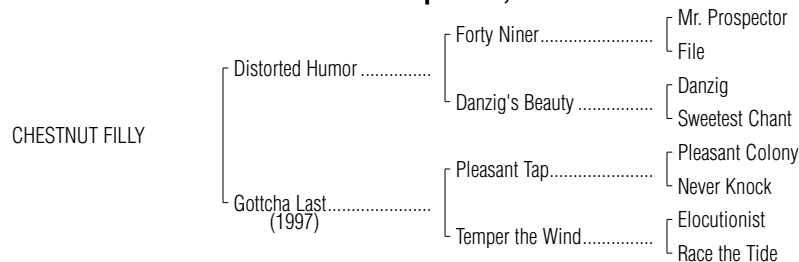 Mr. Prospector
Forty Niner....................
File
Distorted Humor ...............
Danzig
Danzig's Beauty ................
Sweetest Chant
CHESTNUT FILLY
Pleasant Colony
Pleasant Tap.....................
Never Knock
Gottcha Last......................
(1997)
Elocutionist
Temper the Wind..............
Race the Tide